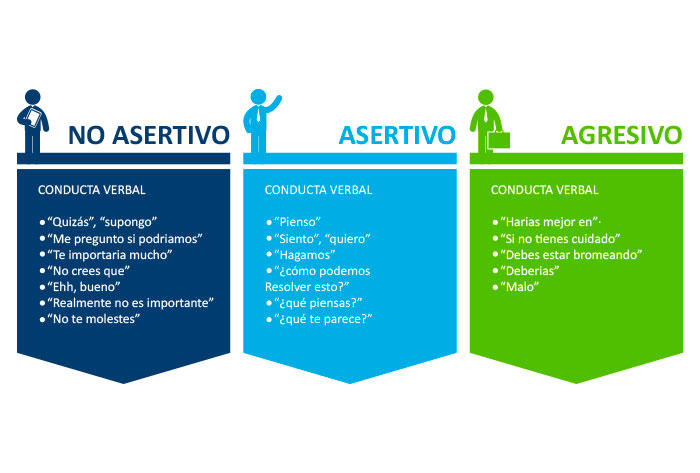 NO ASERTIVO
CONDUCTA VERBAL
• “Quizás”, “supongo”
• “Me pregunto si podriamos”
• “Te importaria mucho”
• “No crees que”
• “Ehh, bueno”
• “Realmente no es importante”
• “No te molestes”
ASERTIVO
CONDUCTA VERBAL
• “Pienso”
• “Siento”, “quiero”
• “Hagamos”
• “¿cómo podemos
Resolver esto?”
• “¿qué piensas?”
• “¿qué te parece?”
AGRESIVO
CONDUCTA VERBAL
• “Harias mejor en”·
• “Si no tienes cuidado”
• “Debes estar bromeando”
• “Deberias”
• “Malo”